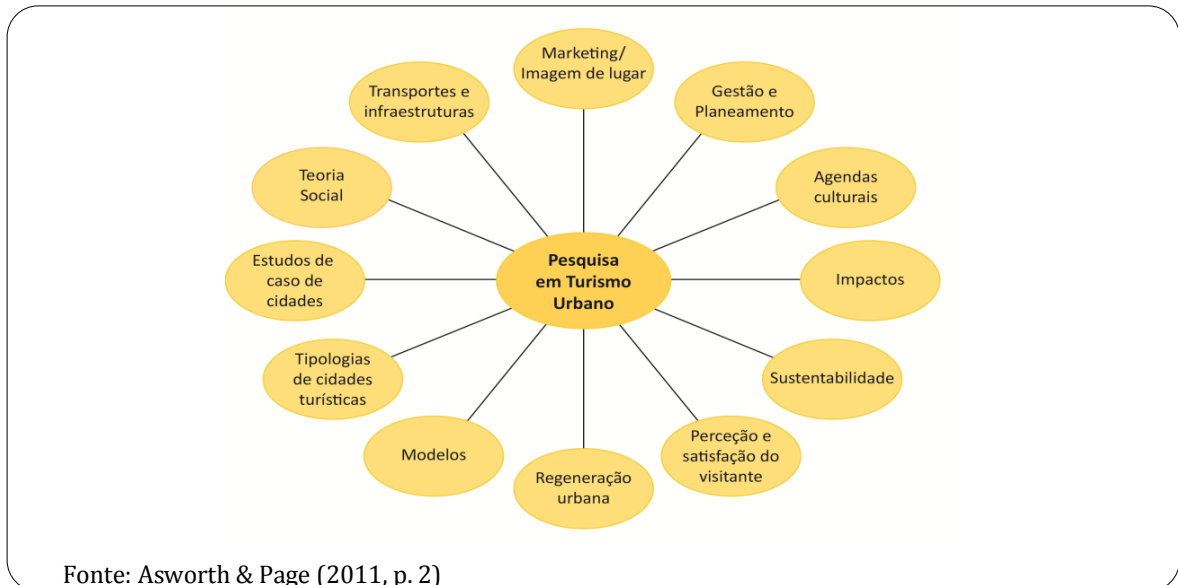 Marketing/
Imagem de lugar
Gestão e
Planeamento
Agendas
culturais
Impactos
Sustentabilidade
Perceção e
satisfação do
visitante
Regeneração
urbana
Modelos
Tipologias
de cidades
turísticas
Estudos de
caso de
cidades
Teoria
Social
Transportes e
infraestruturas
Pesquisa
em Turismo
Urbano
Fonte: Asworth & Page (2011, p. 2)